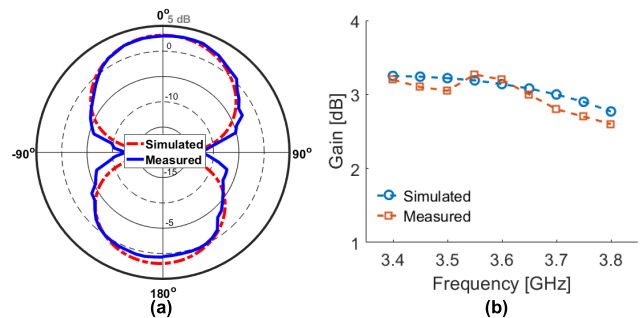 0° 5 dB
0
-10
Simulated
Measured
-90°
90°
-15
-5
180°
(a)
4
3
2
1
Gain [dB]
Simulated
Measured
3.4 3.5 3.6 3.7 3.8
Frequency [GHz]
(b)